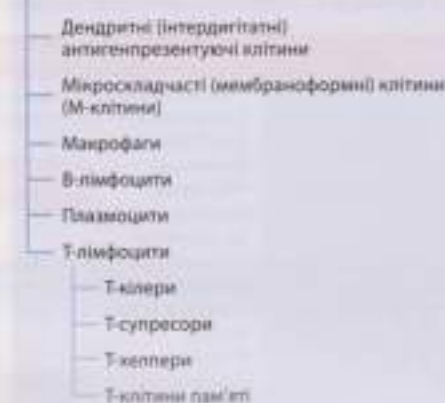 Дендритні (інтердигітатні)
антигенпрезентуючі клітини
Мікроскладчасті (мембраноформні) клітини
(М-клітини)
Макрофаги
В-лімфоцити
Плазмоцити
Т-лімфоцити
Т-кілери
Т-супресори
Т-хелпери
Т-клітини пам'яті